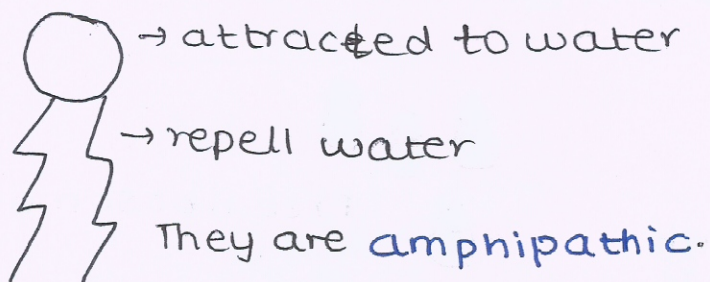 → attracted to water
→ repell water
They are amphipathic.